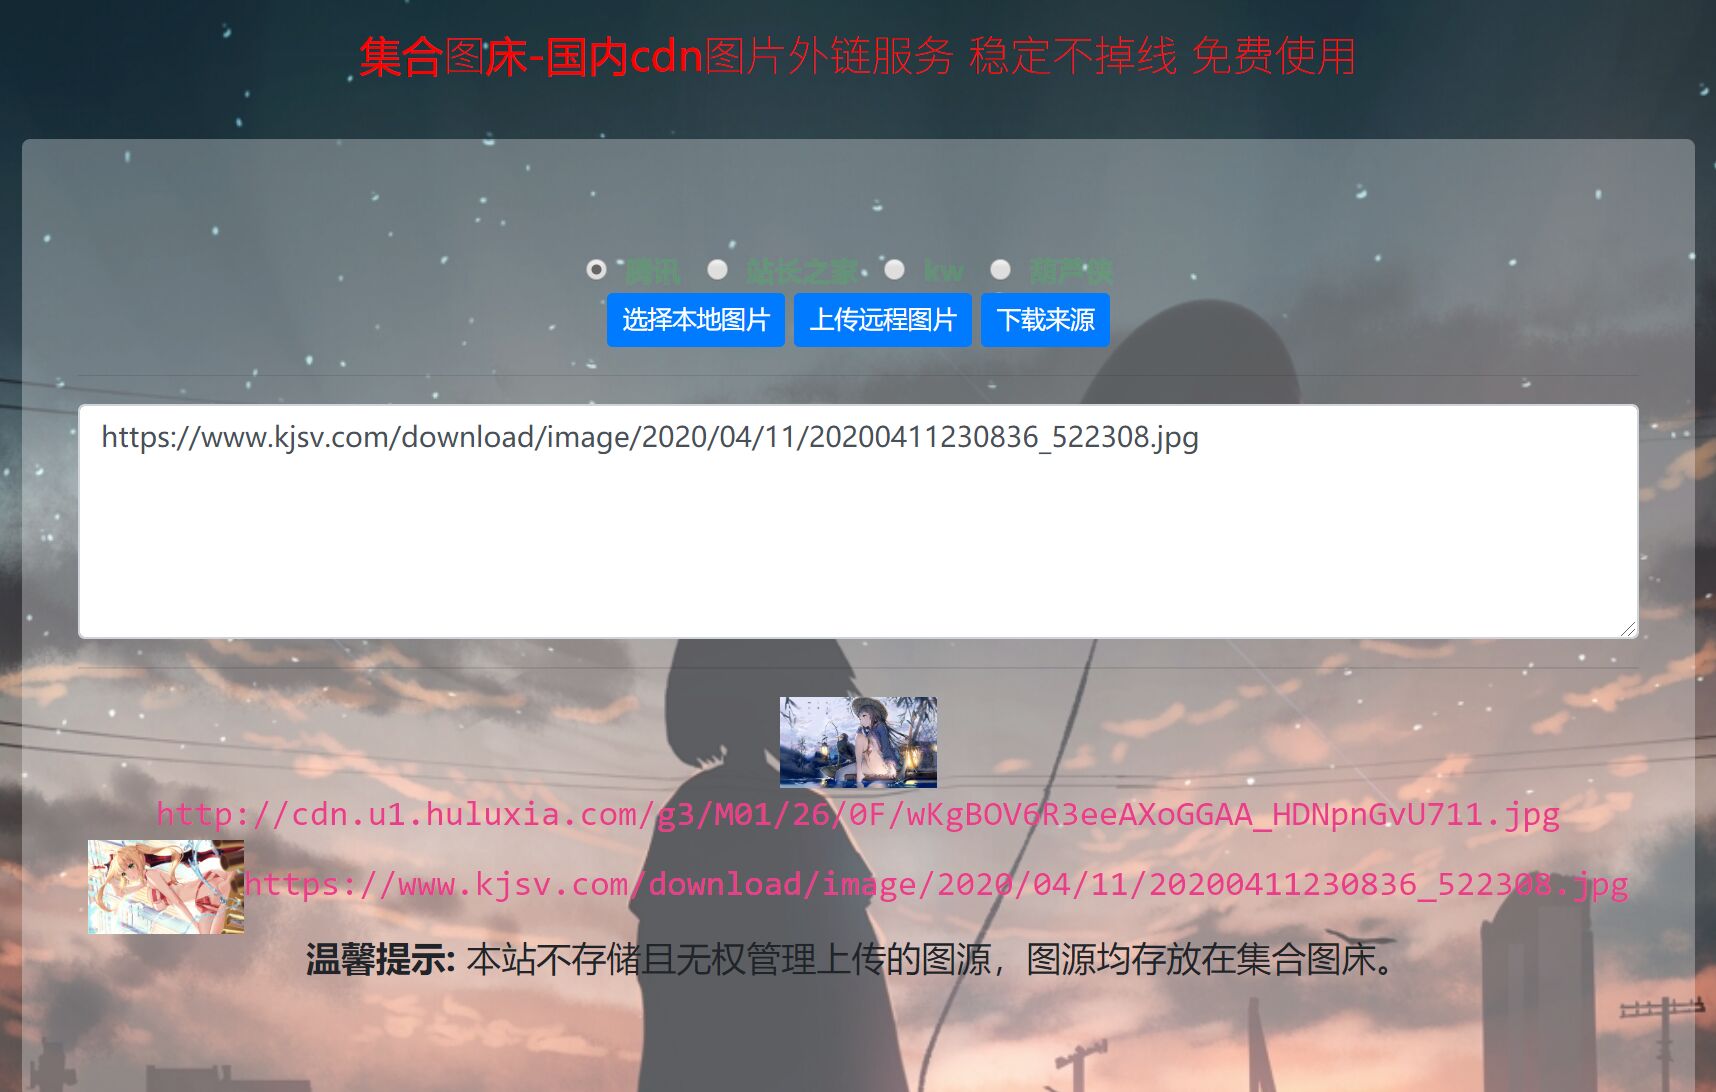 集合图床-国内cdn图片外链服务 稳定不掉线 免费使用
腾讯 站长之家 kw 葫芦侠
选择本地图片 上传远程图片 下载来源
https://www.kjsv.com/download/image/2020/04/11/20200411230836_522308.jpg
http://cdn.u1.huluxia.com/g3/M01/26/0F/wKgBOV6R3eeAXoGGAA_HDNpnGvU711.jpg
https://www.kjsv.com/download/image/2020/04/11/20200411230836_522308.jpg
温馨提示: 本站不存储且无权管理上传的图源，图源均存放在集合图床。